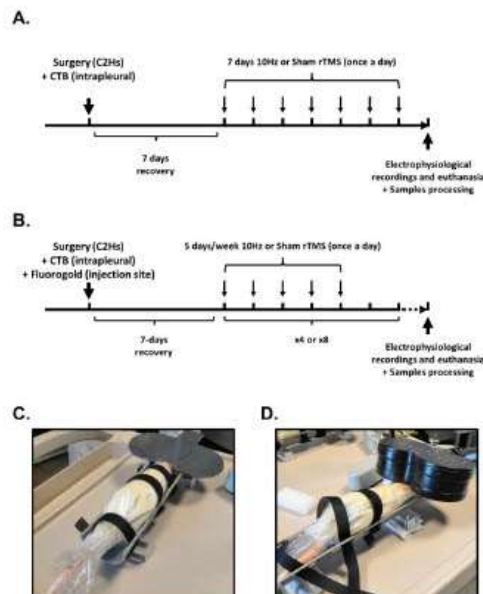 A.
Surgery (C2Hs)
+ CTB (intrapleural)
7 days 10Hz or Sham rTMS (once a day)
7 days
recovery
Electrophysiological
recordings and euthanasia
+ Samples processing
B.
Surgery (C2Hs)
+ CTB (intrapleural)
+ Fluorogold (injection site)
5 days/week 10Hz or Sham rTMS (once a day)
7-days
recovery
x4 or x8
Electrophysiological
recordings and euthanasia
+ Samples processing
C.
D.